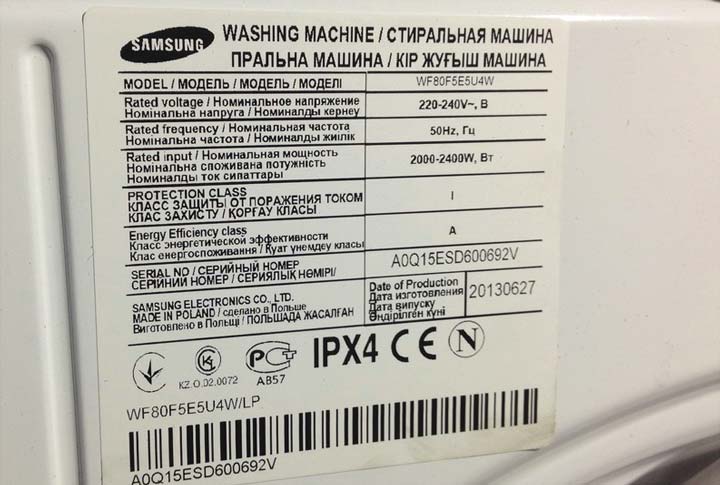 SAMSUNG
WASHING MACHINE / СТИРАЛЬНАЯ МАШИНА
ПРАЛЬНА МАШИНА / КІР ЖУҒЫШ МАШИНА
MODEL / МОДЕЛЬ / МОДЕЛЬ / МОДЕЛІ WF80F5E5U4W
Rated voltage / Номинальное напряжение
Номінальна напруга / Номиналды кернеу
220-240V~, В
Rated frequency / Номинальная частота
Номінальна частота / Номиналды жиілік
50Hz, Гц
Rated input / Номинальная мощность
Номінальна споживана потужність
Номиналды ток сипаттары
2000-2400W, Вт
PROTECTION CLASS
КЛАСС ЗАЩИТЫ ОТ ПОРАЖЕНИЯ ТОКОМ
КЛАС ЗАХИСТУ / ҚОРҒАУ КЛАСЫ
I
Energy Efficiency class
Класс энергетической эффективности
Клас енергоспоживання / Қуат үнемдеу класы
A
SERIAL NO / СЕРИЙНЫЙ НОМЕР
СЕРІЙНИЙ НОМЕР / СЕРИЯЛЫҚ НӨМІРІ/
A0Q15ESD600692V
SAMSUNG ELECTRONICS CO., LTD.
MADE IN POLAND / сделано в Польше
Виготовлено в Польщі / ПОЛЬШАДА ЖАСАЛҒАН
Date of Production
Дата изготовления
Дата випуску
Өндірілген күні
20130627
KZ.O.02.0072
АВ57
IPX4 CE N
WF80F5E5U4W/LP
A0Q15ESD600692V